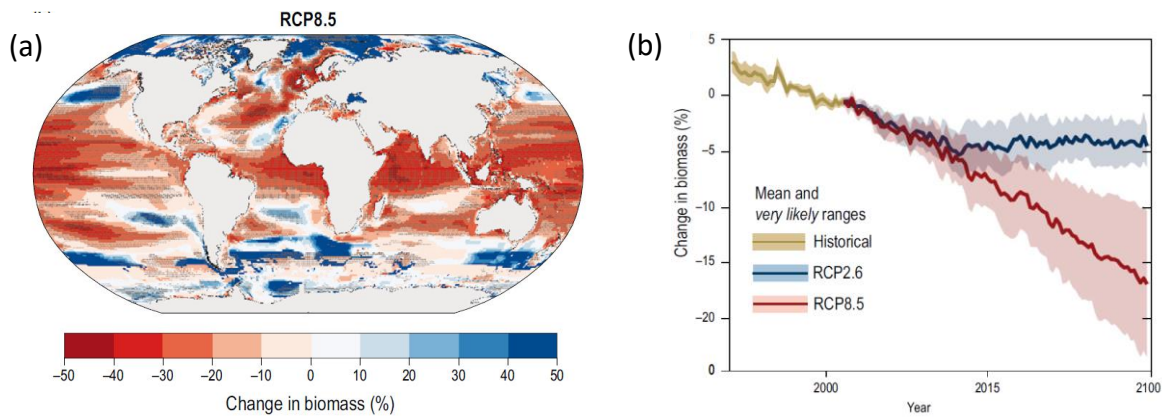 RCP8.5
(a)
−50 −40 −30 −20 −10 0 10 20 30 40 50
Change in biomass (%)
(b)
Change in biomass (%)
5
0
−5
−10
−15
−20
0
Mean and
very likely ranges
Historical
RCP2.6
RCP8.5
2000 2015 2100
Year